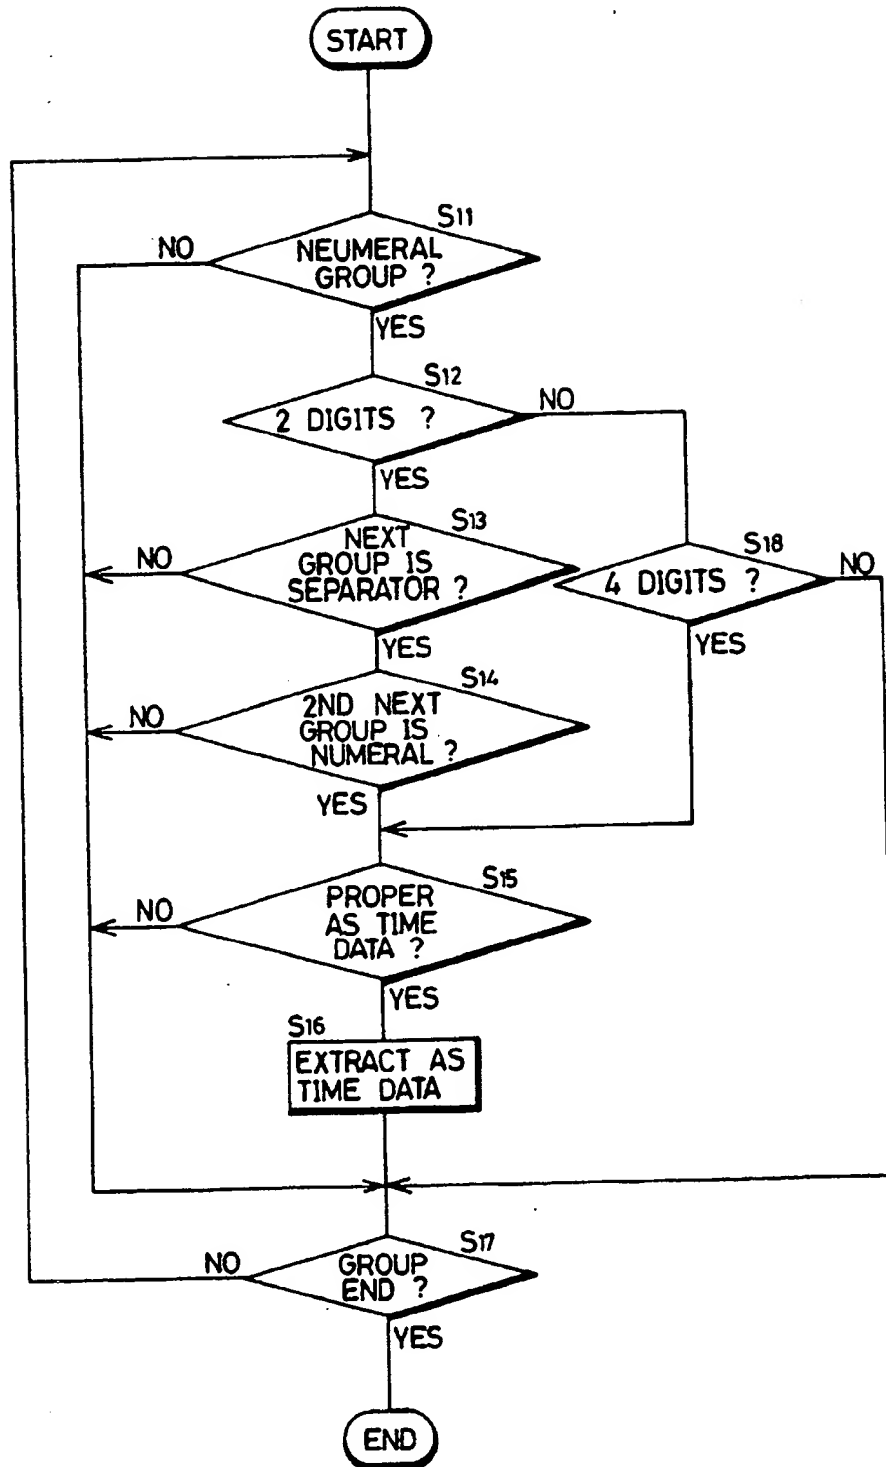 START
S11
NO
NEUMERAL
GROUP ?
YES
S12
2 DIGITS ?
NO
YES
S13
NEXT
GROUP IS
SEPARATOR ?
NO
S18
4 DIGITS ?
NO
YES
YES
S14
2ND NEXT
GROUP IS
NUMERAL ?
NO
YES
S15
PROPER
AS TIME
DATA ?
NO
YES
S16
EXTRACT AS
TIME DATA
S17
NO
GROUP
END ?
YES
END